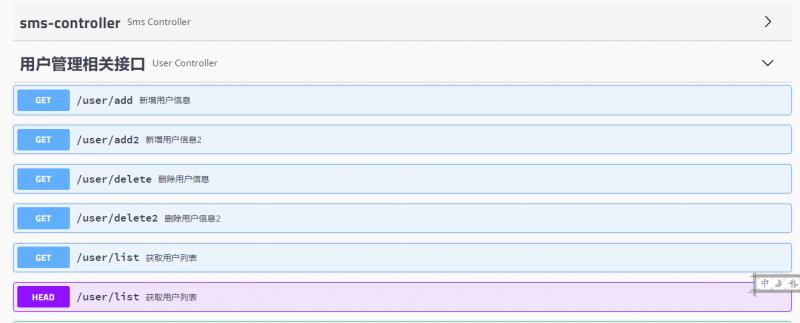 sms-controller Sms Controller
用户管理相关接口 User Controller
GET /user/add 新增用户信息
GET /user/add2 新增用户信息2
GET /user/delete 删除用户信息
GET /user/delete2 删除用户信息2
GET /user/list 获取用户列表
HEAD /user/list 获取用户列表
中